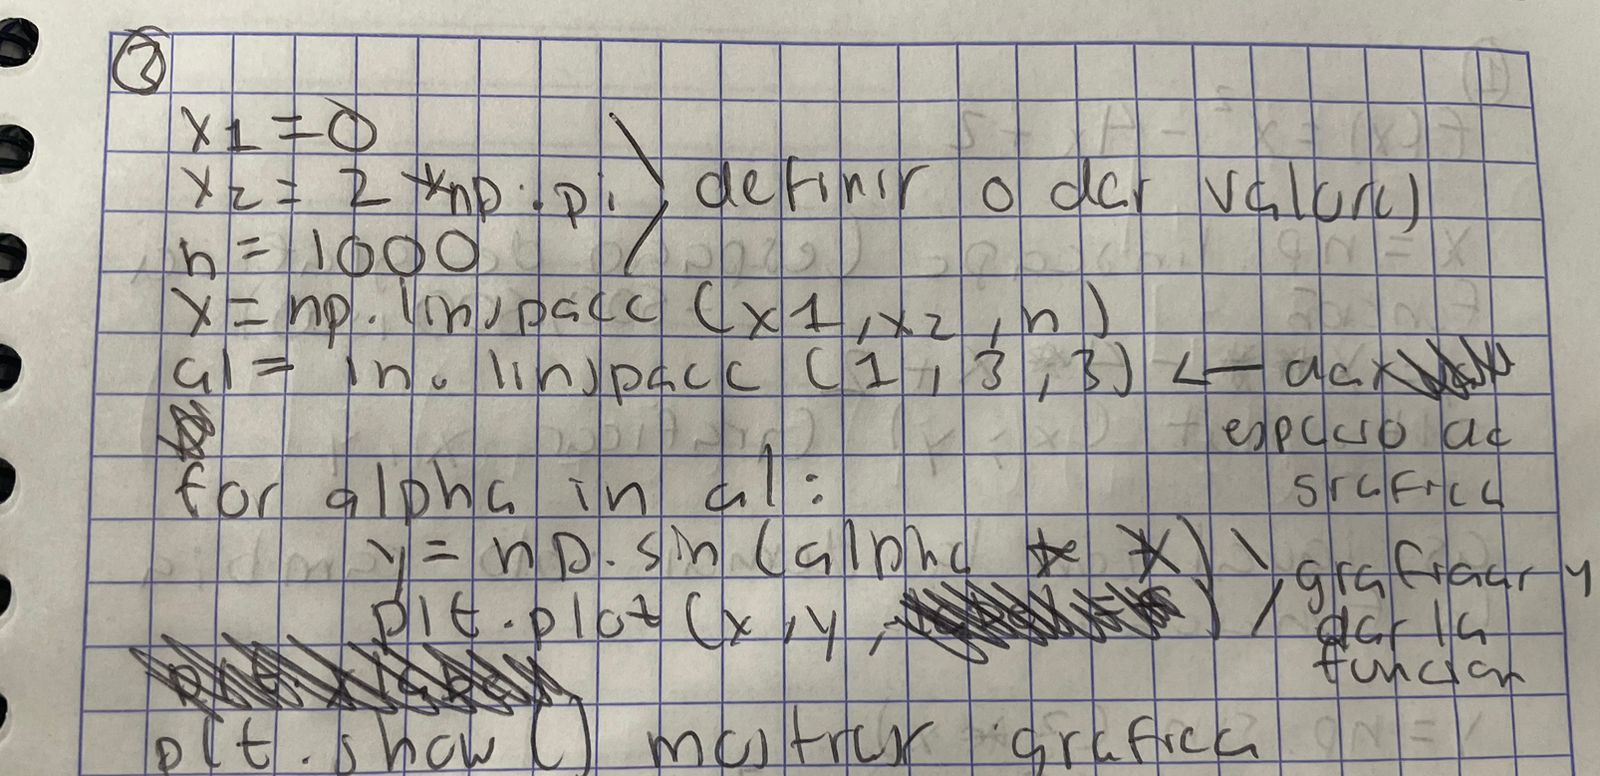 3
x1 = 0
x2 = 2 * np . pi
definir o dar valores
n = 1000
x = np. linspace (x1, x2, n)
al = in. linspace (1, 3, 3) <— dar
espacio de
grafica
for alpha in al:
y = np. sin (alpha * x)
plt. plot (x, y, )
graficar y
dar la
funcion
plt . show () mostrar grafica